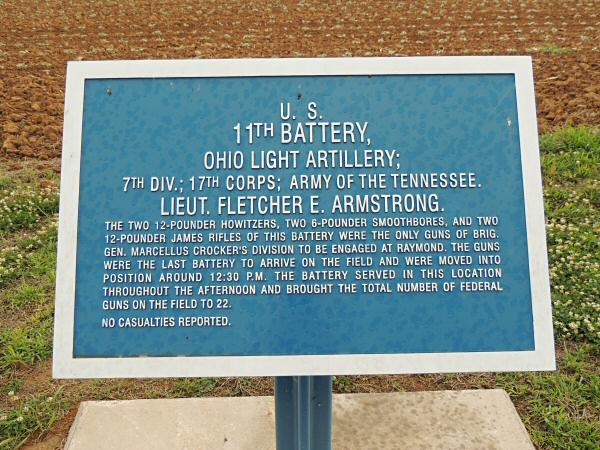 U. S.
11TH BATTERY,
OHIO LIGHT ARTILLERY;
7TH DIV.; 17TH CORPS; ARMY OF THE TENNESSEE.
LIEUT. FLETCHER E. ARMSTRONG.
THE TWO 12-POUNDER HOWITZERS, TWO 6-POUNDER SMOOTHBORES, AND TWO
12-POUNDER JAMES RIFLES OF THIS BATTERY WERE THE ONLY GUNS OF BRIG.
GEN. MARCELLUS CROCKER'S DIVISION TO BE ENGAGED AT RAYMOND. THE GUNS
WERE THE LAST BATTERY TO ARRIVE ON THE FIELD AND WERE MOVED INTO
POSITION AROUND 12:30 P.M. THE BATTERY SERVED IN THIS LOCATION
THROUGHOUT THE AFTERNOON AND BROUGHT THE TOTAL NUMBER OF FEDERAL
GUNS ON THE FIELD TO 22.
NO CASUALTIES REPORTED.